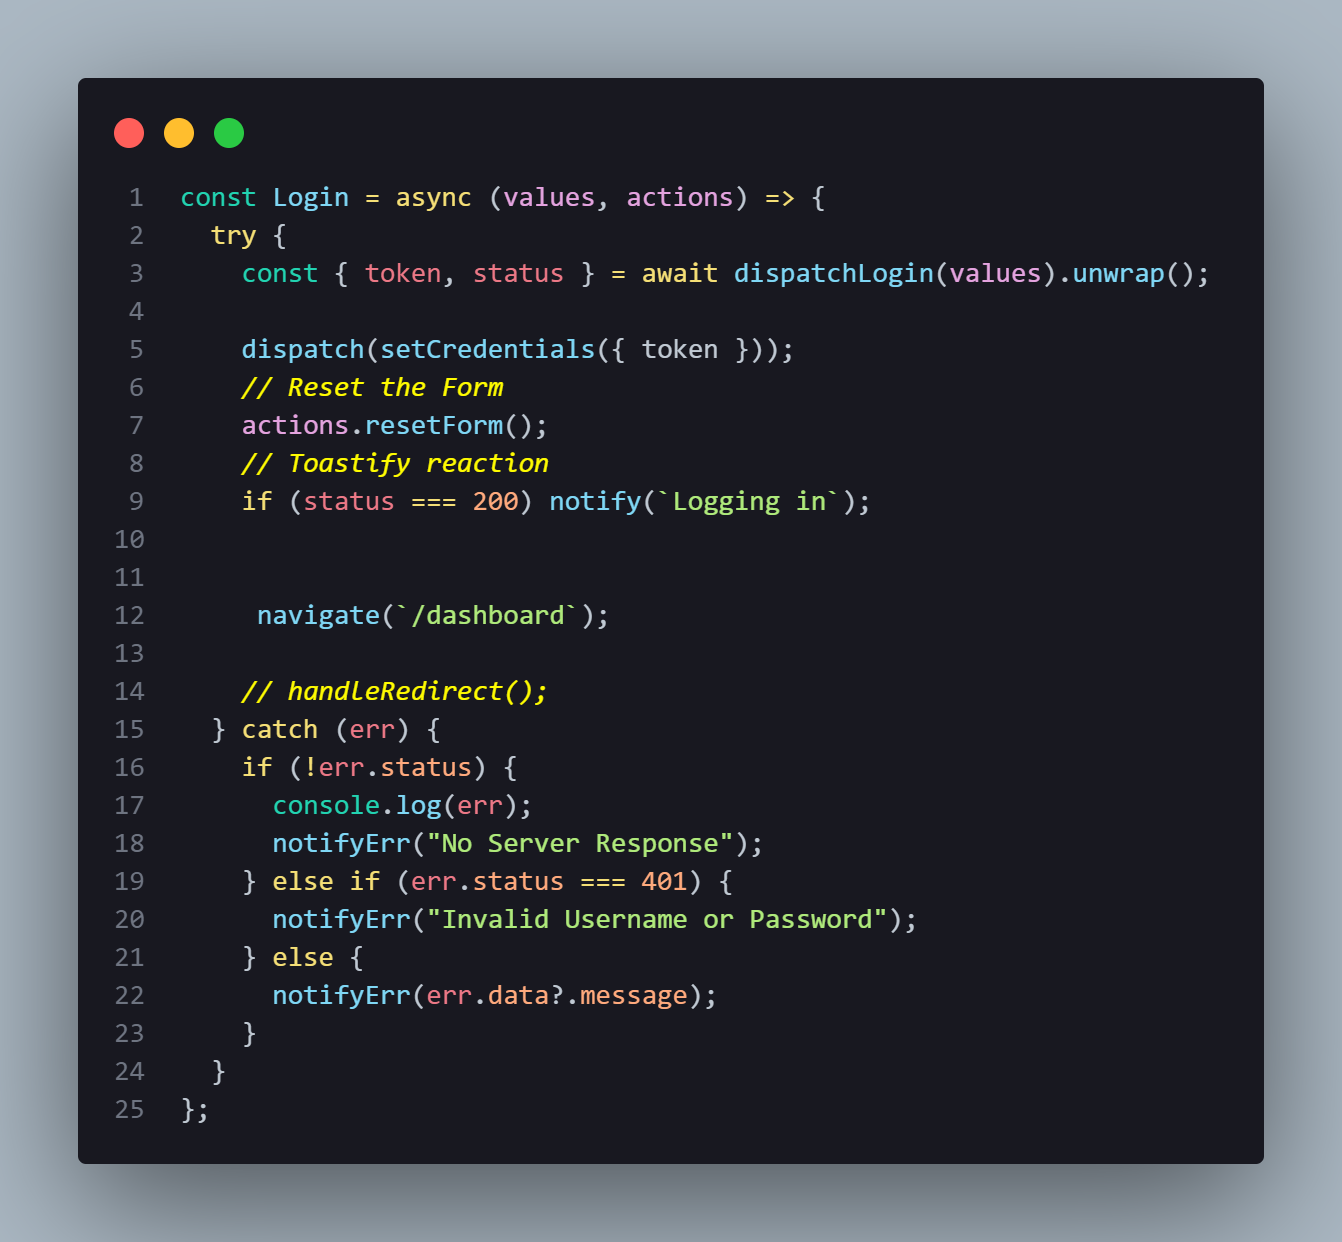 1 const Login = async (values, actions) => {
2   try {
3     const { token, status } = await dispatchLogin(values).unwrap();
4
5     dispatch(setCredentials({ token }));
6     // Reset the Form
7     actions.resetForm();
8     // Toastify reaction
9     if (status === 200) notify(`Logging in`);
10
11
12      navigate(`/dashboard`);
13
14     // handleRedirect();
15   } catch (err) {
16     if (!err.status) {
17       console.log(err);
18       notifyErr("No Server Response");
19     } else if (err.status === 401) {
20       notifyErr("Invalid Username or Password");
21     } else {
22       notifyErr(err.data?.message);
23     }
24   }
25 };